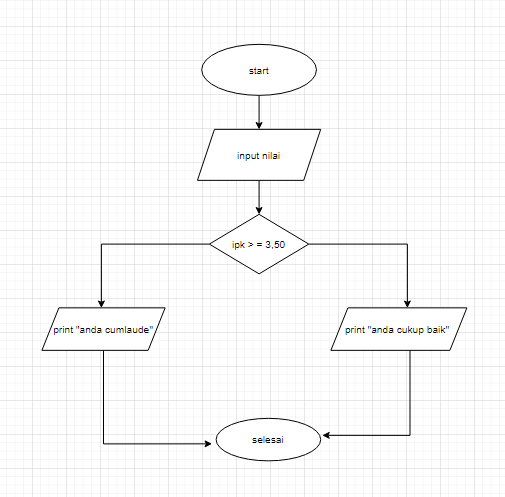 start
input nilai
ipk > = 3,50
print "anda cumlaude"
print "anda cukup baik"
selesai